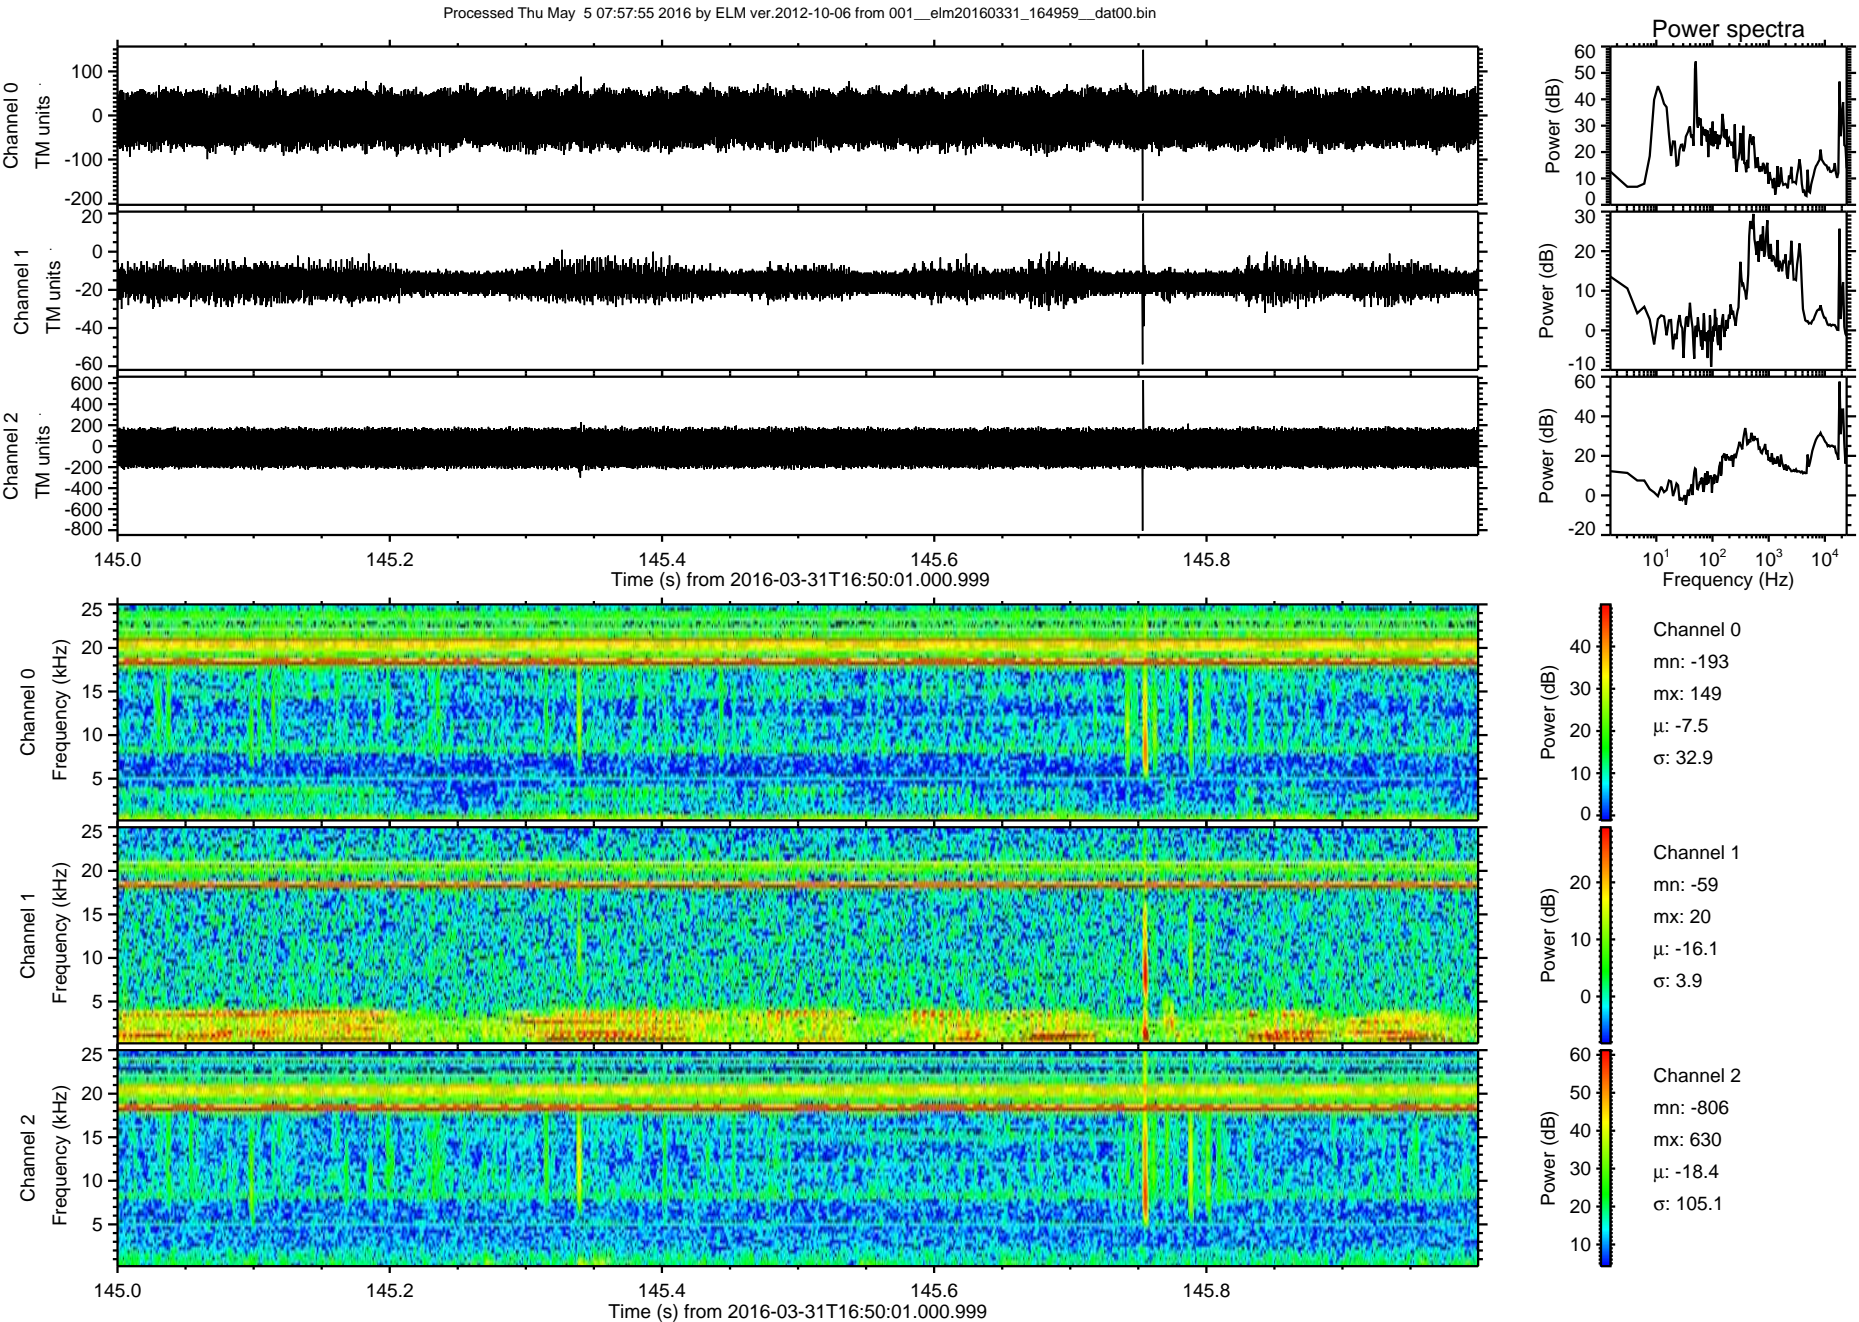 Processed Thu May  5 07:57:55 2016 by ELM ver.2012-10-06 from 001__elm20160331_164959__dat00.bin
Power spectra
Channel 0
TM units
100
0
-100
-200
Power (dB)
60
50
40
30
20
10
0
Channel 1
TM units
20
0
-20
-40
-60
Power (dB)
30
20
10
0
-10
Channel 2
TM units
600
400
200
0
-200
-400
-600
-800
Power (dB)
60
40
20
0
-20
145.0 145.2 145.4 145.6 145.8
Time (s) from 2016-03-31T16:50:01.000.999
10¹ 10² 10³ 10⁴
Frequency (Hz)
Channel 0
Frequency (kHz)
25
20
15
10
5
Power (dB)
40
30
20
10
0
Channel 0
mn: -193
mx: 149
μ: -7.5
σ: 32.9
Channel 1
Frequency (kHz)
25
20
15
10
5
Power (dB)
20
10
0
Channel 1
mn: -59
mx: 20
μ: -16.1
σ: 3.9
Channel 2
Frequency (kHz)
25
20
15
10
5
Power (dB)
60
50
40
30
20
10
Channel 2
mn: -806
mx: 630
μ: -18.4
σ: 105.1
145.0 145.2 145.4 145.6 145.8
Time (s) from 2016-03-31T16:50:01.000.999